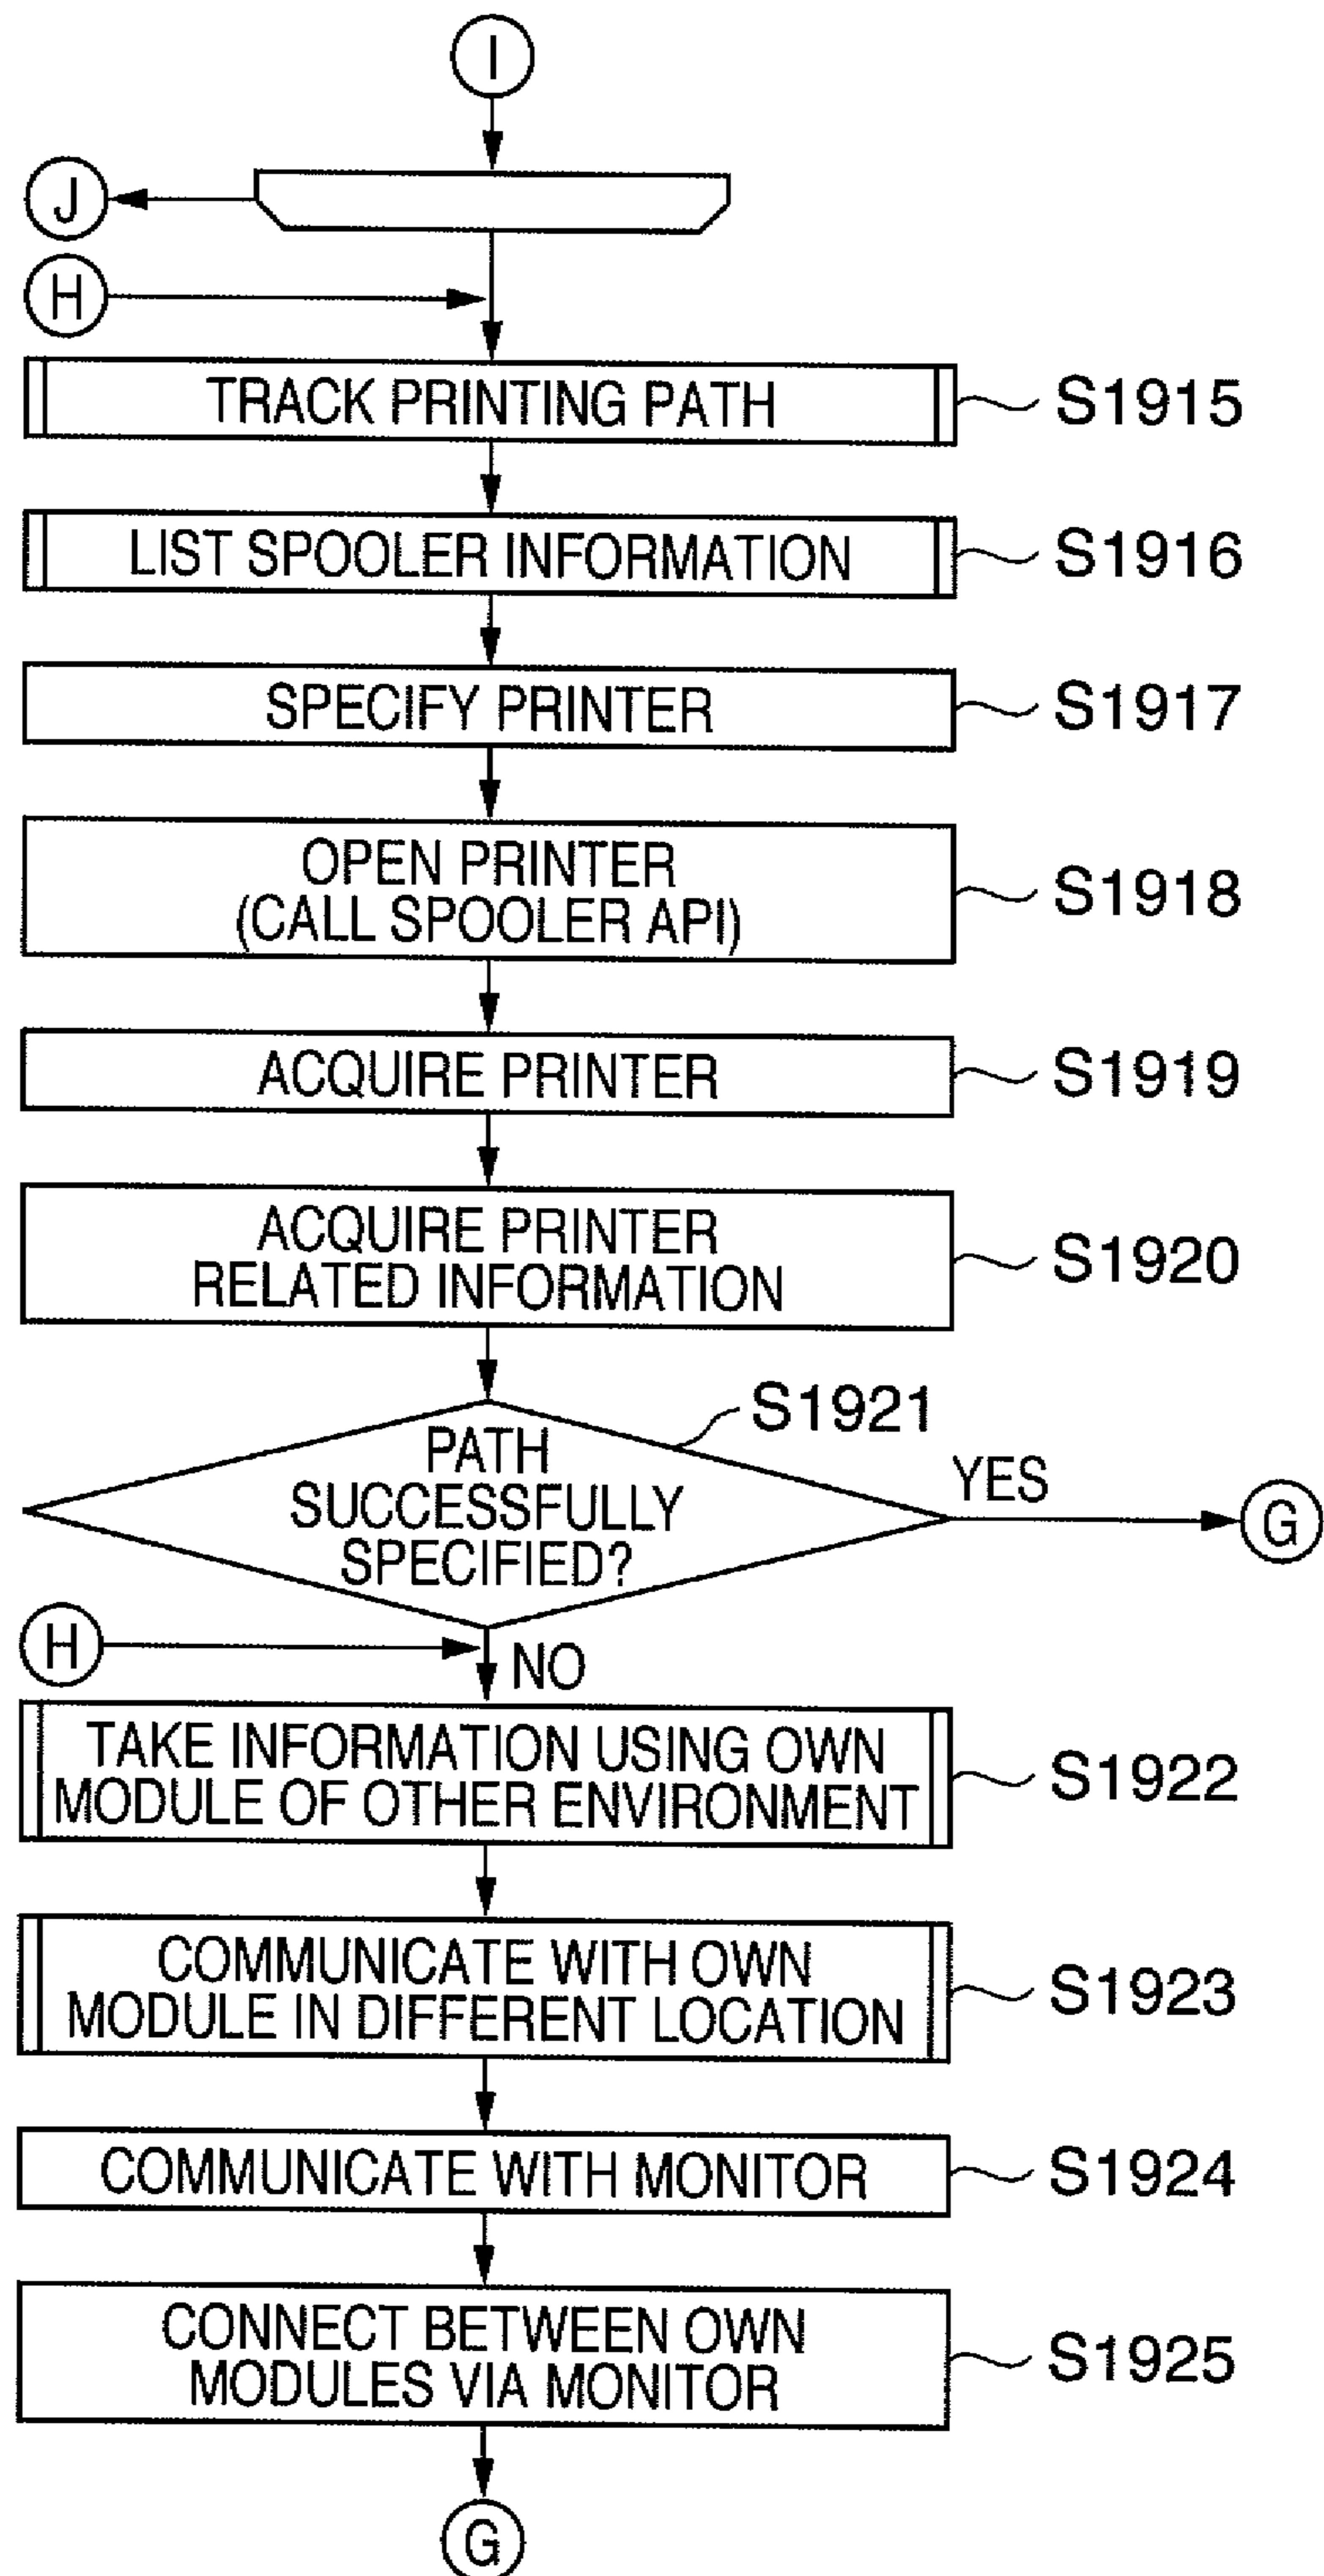 I
J
H
TRACK PRINTING PATH
S1915
LIST SPOOLER INFORMATION
S1916
SPECIFY PRINTER
S1917
OPEN PRINTER
(CALL SPOOLER API)
S1918
ACQUIRE PRINTER
S1919
ACQUIRE PRINTER
RELATED INFORMATION
S1920
S1921
PATH
SUCCESSFULLY
SPECIFIED?
YES
G
H
NO
TAKE INFORMATION USING OWN
MODULE OF OTHER ENVIRONMENT
S1922
COMMUNICATE WITH OWN
MODULE IN DIFFERENT LOCATION
S1923
COMMUNICATE WITH MONITOR
S1924
CONNECT BETWEEN OWN
MODULES VIA MONITOR
S1925
G